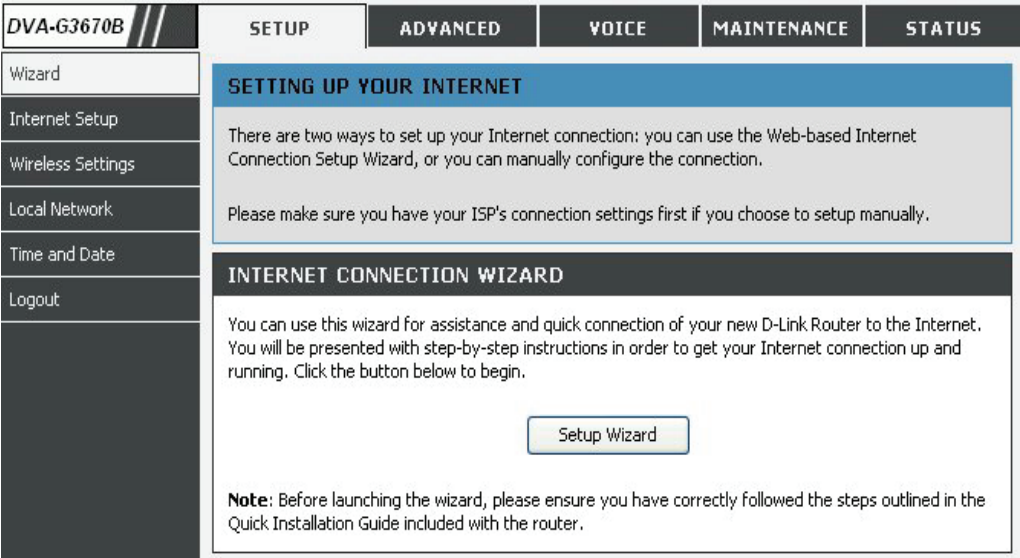 DVA-G3670B
SETUP
ADVANCED
VOICE
MAINTENANCE
STATUS
Wizard
Internet Setup
Wireless Settings
Local Network
Time and Date
Logout
SETTING UP YOUR INTERNET
There are two ways to set up your Internet connection: you can use the Web-based Internet
Connection Setup Wizard, or you can manually configure the connection.
Please make sure you have your ISP's connection settings first if you choose to setup manually.
INTERNET CONNECTION WIZARD
You can use this wizard for assistance and quick connection of your new D-Link Router to the Internet.
You will be presented with step-by-step instructions in order to get your Internet connection up and
running. Click the button below to begin.
Setup Wizard
Note: Before launching the wizard, please ensure you have correctly followed the steps outlined in the
Quick Installation Guide included with the router.